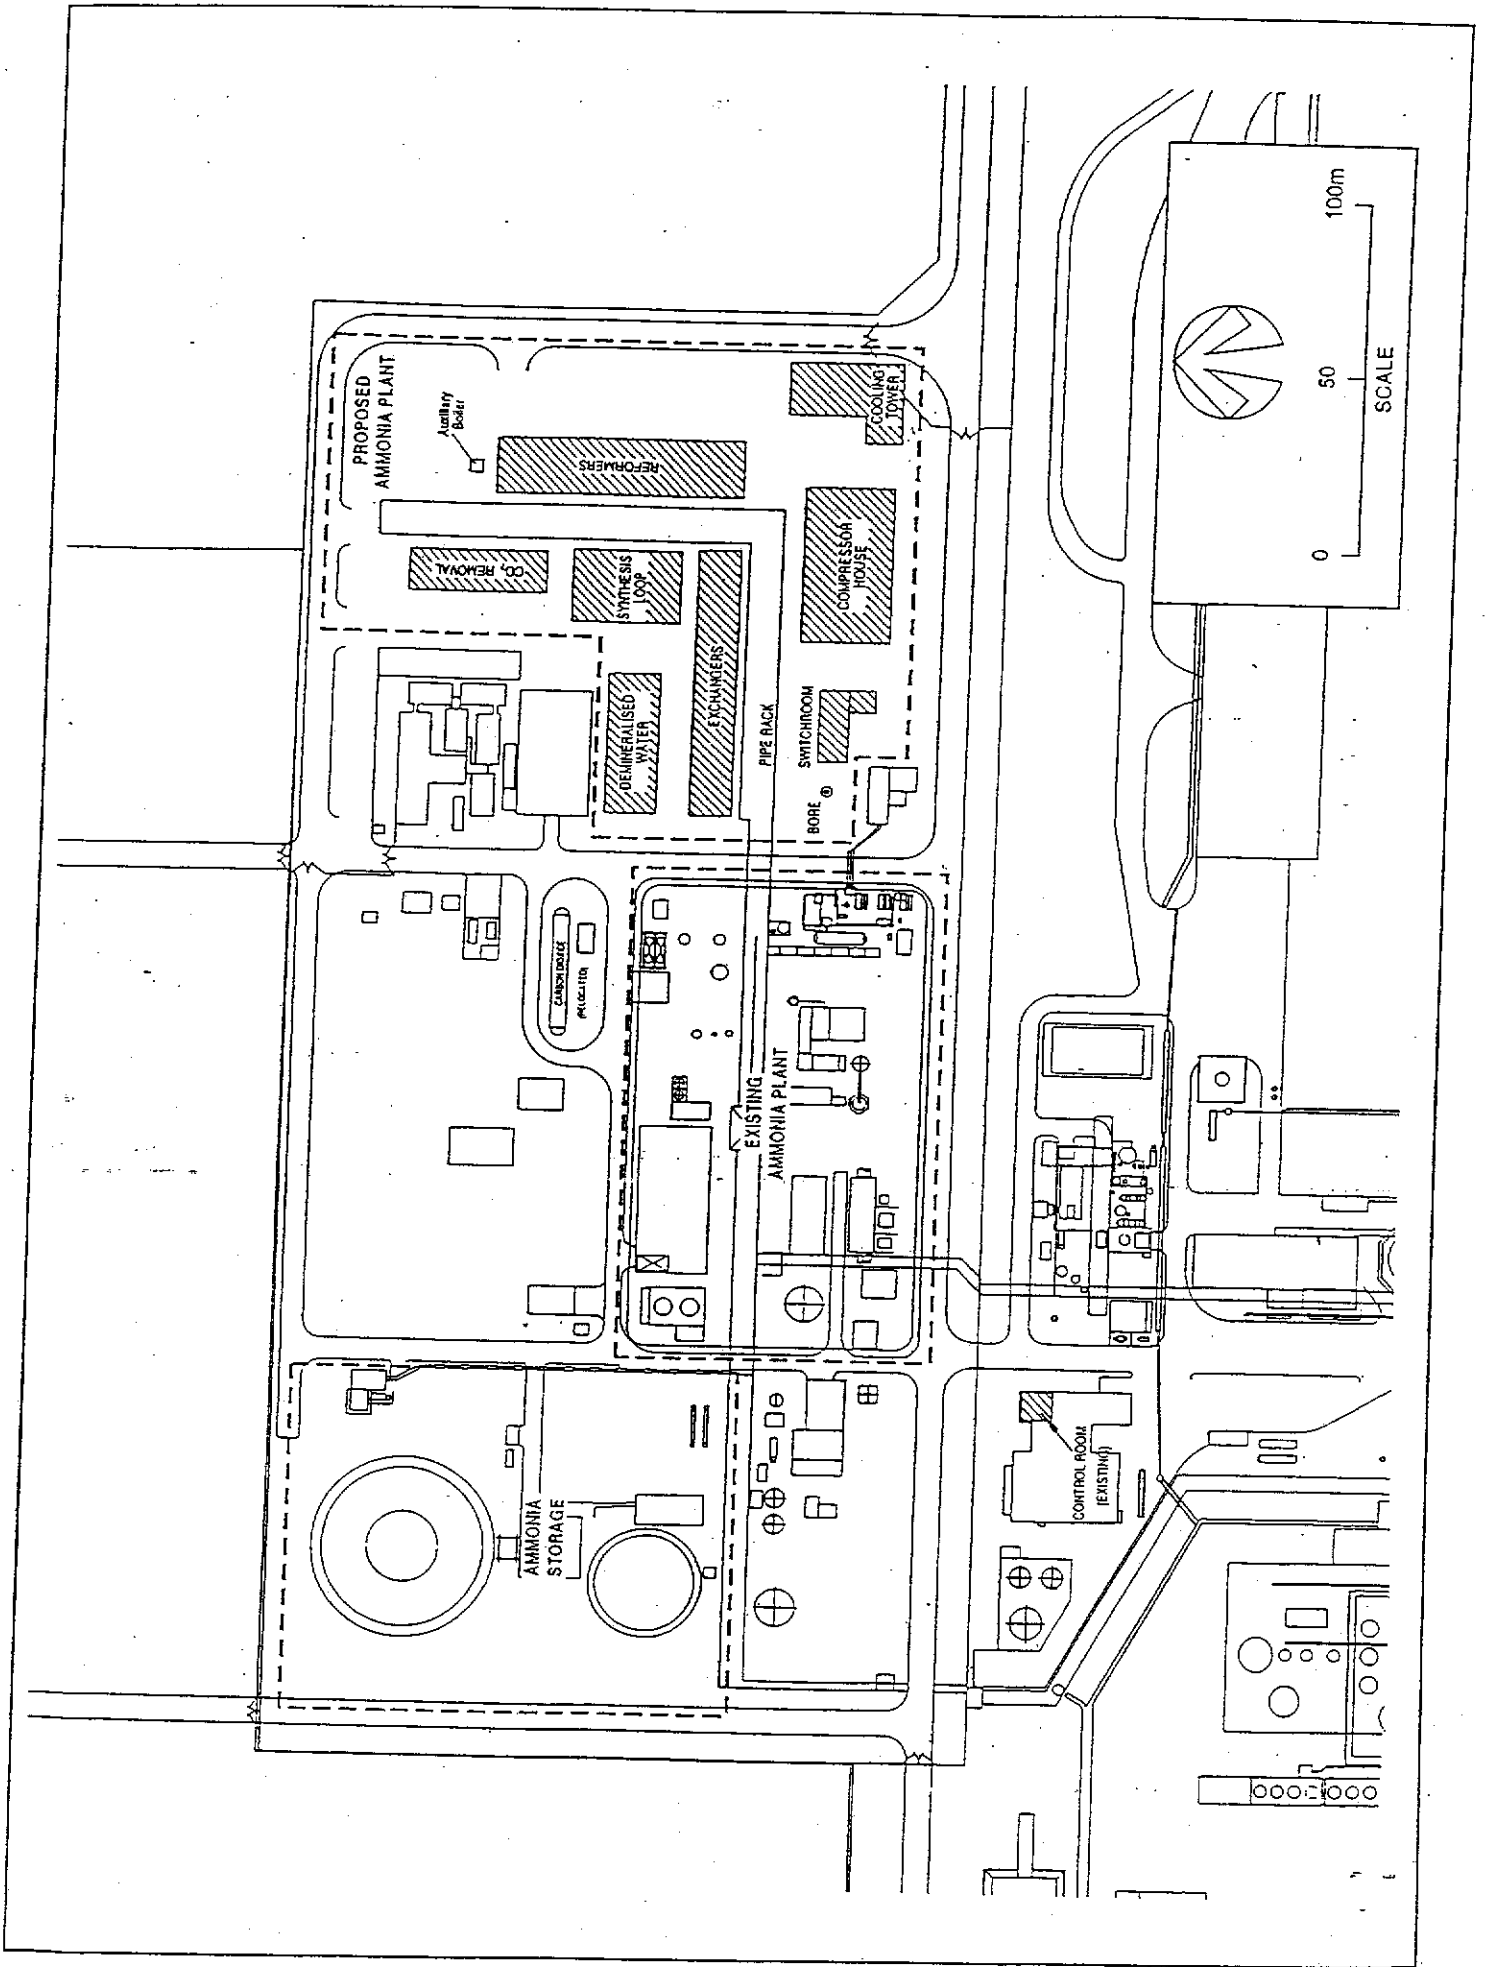 PROPOSED
AMMONIA PLANT
Auxiliary
Boiler
REFORMERS
COOLING
TOWER
CO₂ REMOVAL
SYNTHESIS
LOOP
COMPRESSOR
HOUSE
EXCHANGERS
DEMINERALISED
WATER
PIPE RACK
SWITCHROOM
BORE
CARBON DIOXIDE
(RELOCATED)
EXISTING
AMMONIA PLANT
AMMONIA
STORAGE
CONTROL ROOM
(EXISTING)
0
50
100m
SCALE